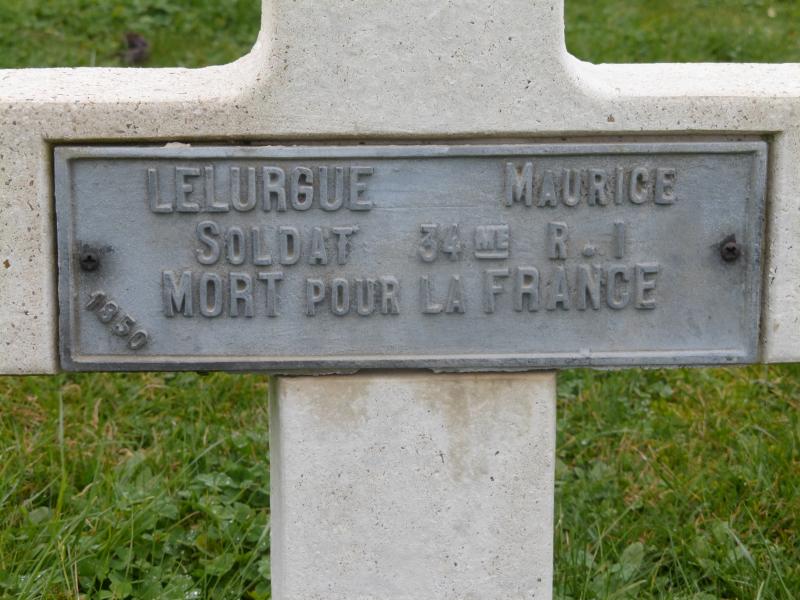 LELURGUE MAURICE
SOLDAT 34ME R.I
MORT POUR LA FRANCE
1950